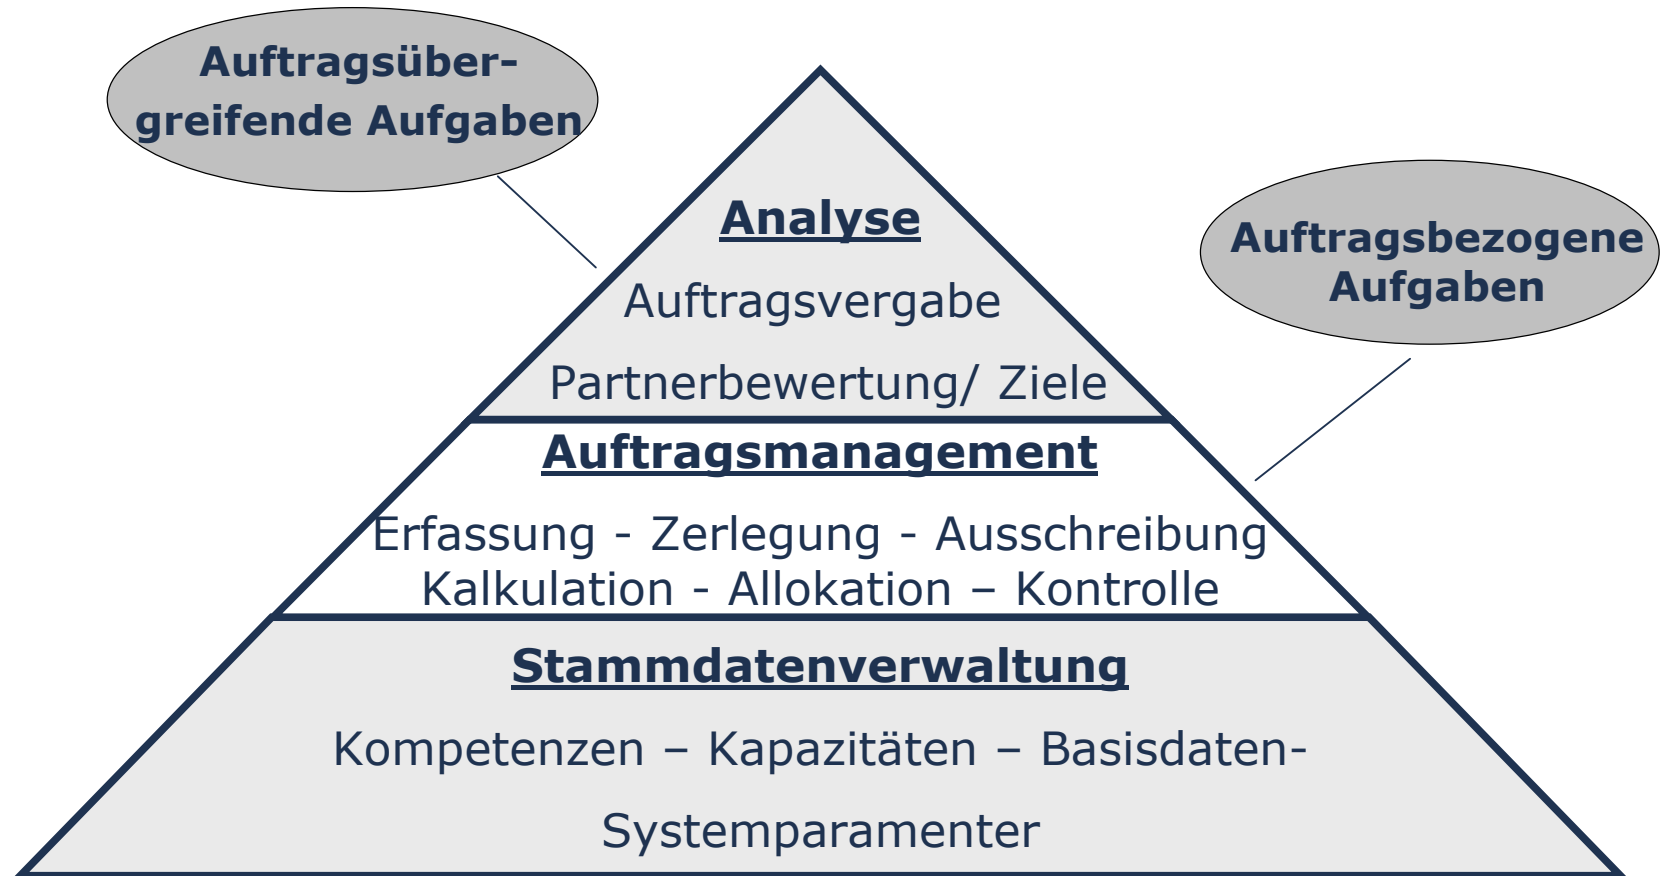 Auftragsüber-
greifende Aufgaben
Auftragsbezogene
Aufgaben
Analyse
Auftragsvergabe
Partnerbewertung/ Ziele
Auftragsmanagement
Erfassung - Zerlegung - Ausschreibung
Kalkulation - Allokation – Kontrolle
Stammdatenverwaltung
Kompetenzen – Kapazitäten – Basisdaten-
Systemparamenter